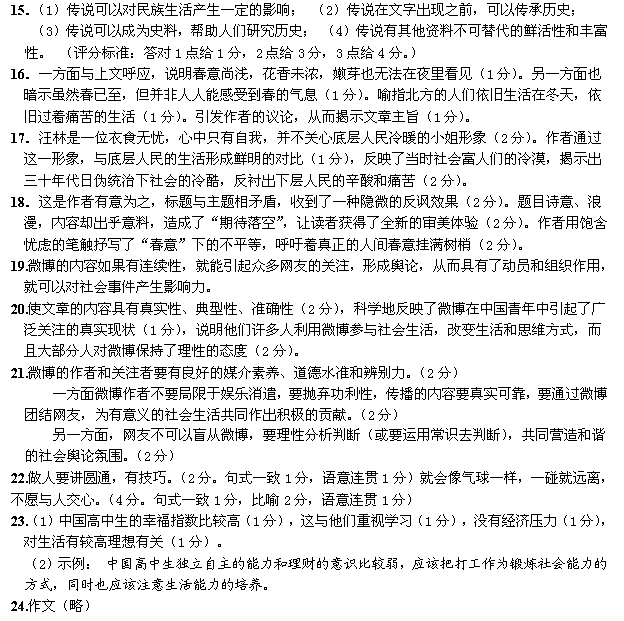 15.（1）传说可以对民族生活产生一定的影响； （2）传说在文字出现之前，可以传承历史；
（3）传说可以成为史料，帮助人们研究历史；（4）传说有其他资料不可替代的鲜活性和丰富
性。 （评分标准：答对1点给1分，2点给3分，3点给4分。）
16．一方面与上文呼应，说明春意尚浅，花香未浓，嫩芽也无法在夜里看见（1分）。另一方面也
暗示虽然春已至，但并非人人能感受到春的气息（1分）。喻指北方的人们依旧生活在冬天，依
旧过着痛苦的生活（1分）。引发作者的议论，从而揭示文章主旨（1分）。
17．汪林是一位衣食无忧，心中只有自我，并不关心底层人民冷暖的小姐形象（2分）。作者通过
这一形象，与底层人民的生活形成鲜明的对比（1分），反映了当时社会富人们的冷漠，揭示出
三十年代日伪统治下社会的冷酷，反衬出下层人民的辛酸和痛苦（2分）。
18．这是作者有意为之，标题与主题相矛盾，收到了一种隐微的反讽效果（2分）。题目诗意、浪
漫，内容却出乎意料，造成了“期待落空”，让读者获得了全新的审美体验（2分）。作者用饱含
忧虑的笔触抒写了“春意”下的不平等，呼吁着真正的人间春意挂满树梢（2分）。
19.微博的内容如果有连续性，就能引起众多网友的关注，形成舆论，从而具有了动员和组织作用，
就可以对社会事件产生影响力。
20.使文章的内容具有真实性、典型性、准确性（2分），科学地反映了微博在中国青年中引起了广
泛关注的真实现状（1分），说明他们许多人利用微博参与社会生活，改变生活和思维方式，而
且大部分人对微博保持了理性的态度（2分）。
21.微博的作者和关注者要有良好的媒介素养、道德水准和辨别力。（2分）
一方面微博作者不要局限于娱乐消遣，要抛弃功利性，传播的内容要真实可靠，要通过微博
团结网友，为有意义的社会生活共同作出积极的贡献。（2分）
另一方面，网友不可以盲从微博，要理性分析判断（或要运用常识去判断），共同营造和谐
的社会舆论氛围。（2分）
22.做人要讲圆通，有技巧。（2分。句式一致1分，语意连贯1分）就会像气球一样，一碰就远离，
不愿与人交心。（4分。句式一致1分，比喻2分，语意连贯1分）
23.（1）中国高中生的幸福指数比较高（1分），这与他们重视学习（1分），没有经济压力（1分），
对生活有较高理想有关（1分）。
（2）示例： 中国高中生独立自主的能力和理财的意识比较弱，应该把打工作为锻炼社会能力的
方式，同时也应该注意生活能力的培养。
24.作文（略）